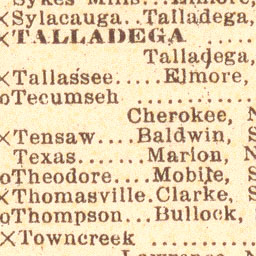 Sykes Mills...Elmore,
×Sylacauga..Talladega,
×TALLADEGA ......
Talladega,
×Tallassee.....Elmore,
oTecumseh ...........
Cherokee, N
×Tensaw....Baldwin, S
Texas.......Marion, N
oTheodore....Mobile, S
×Thomasville.Clarke, S
oThompson...Bullock, S
×Towncreek ........
Lawrence, N